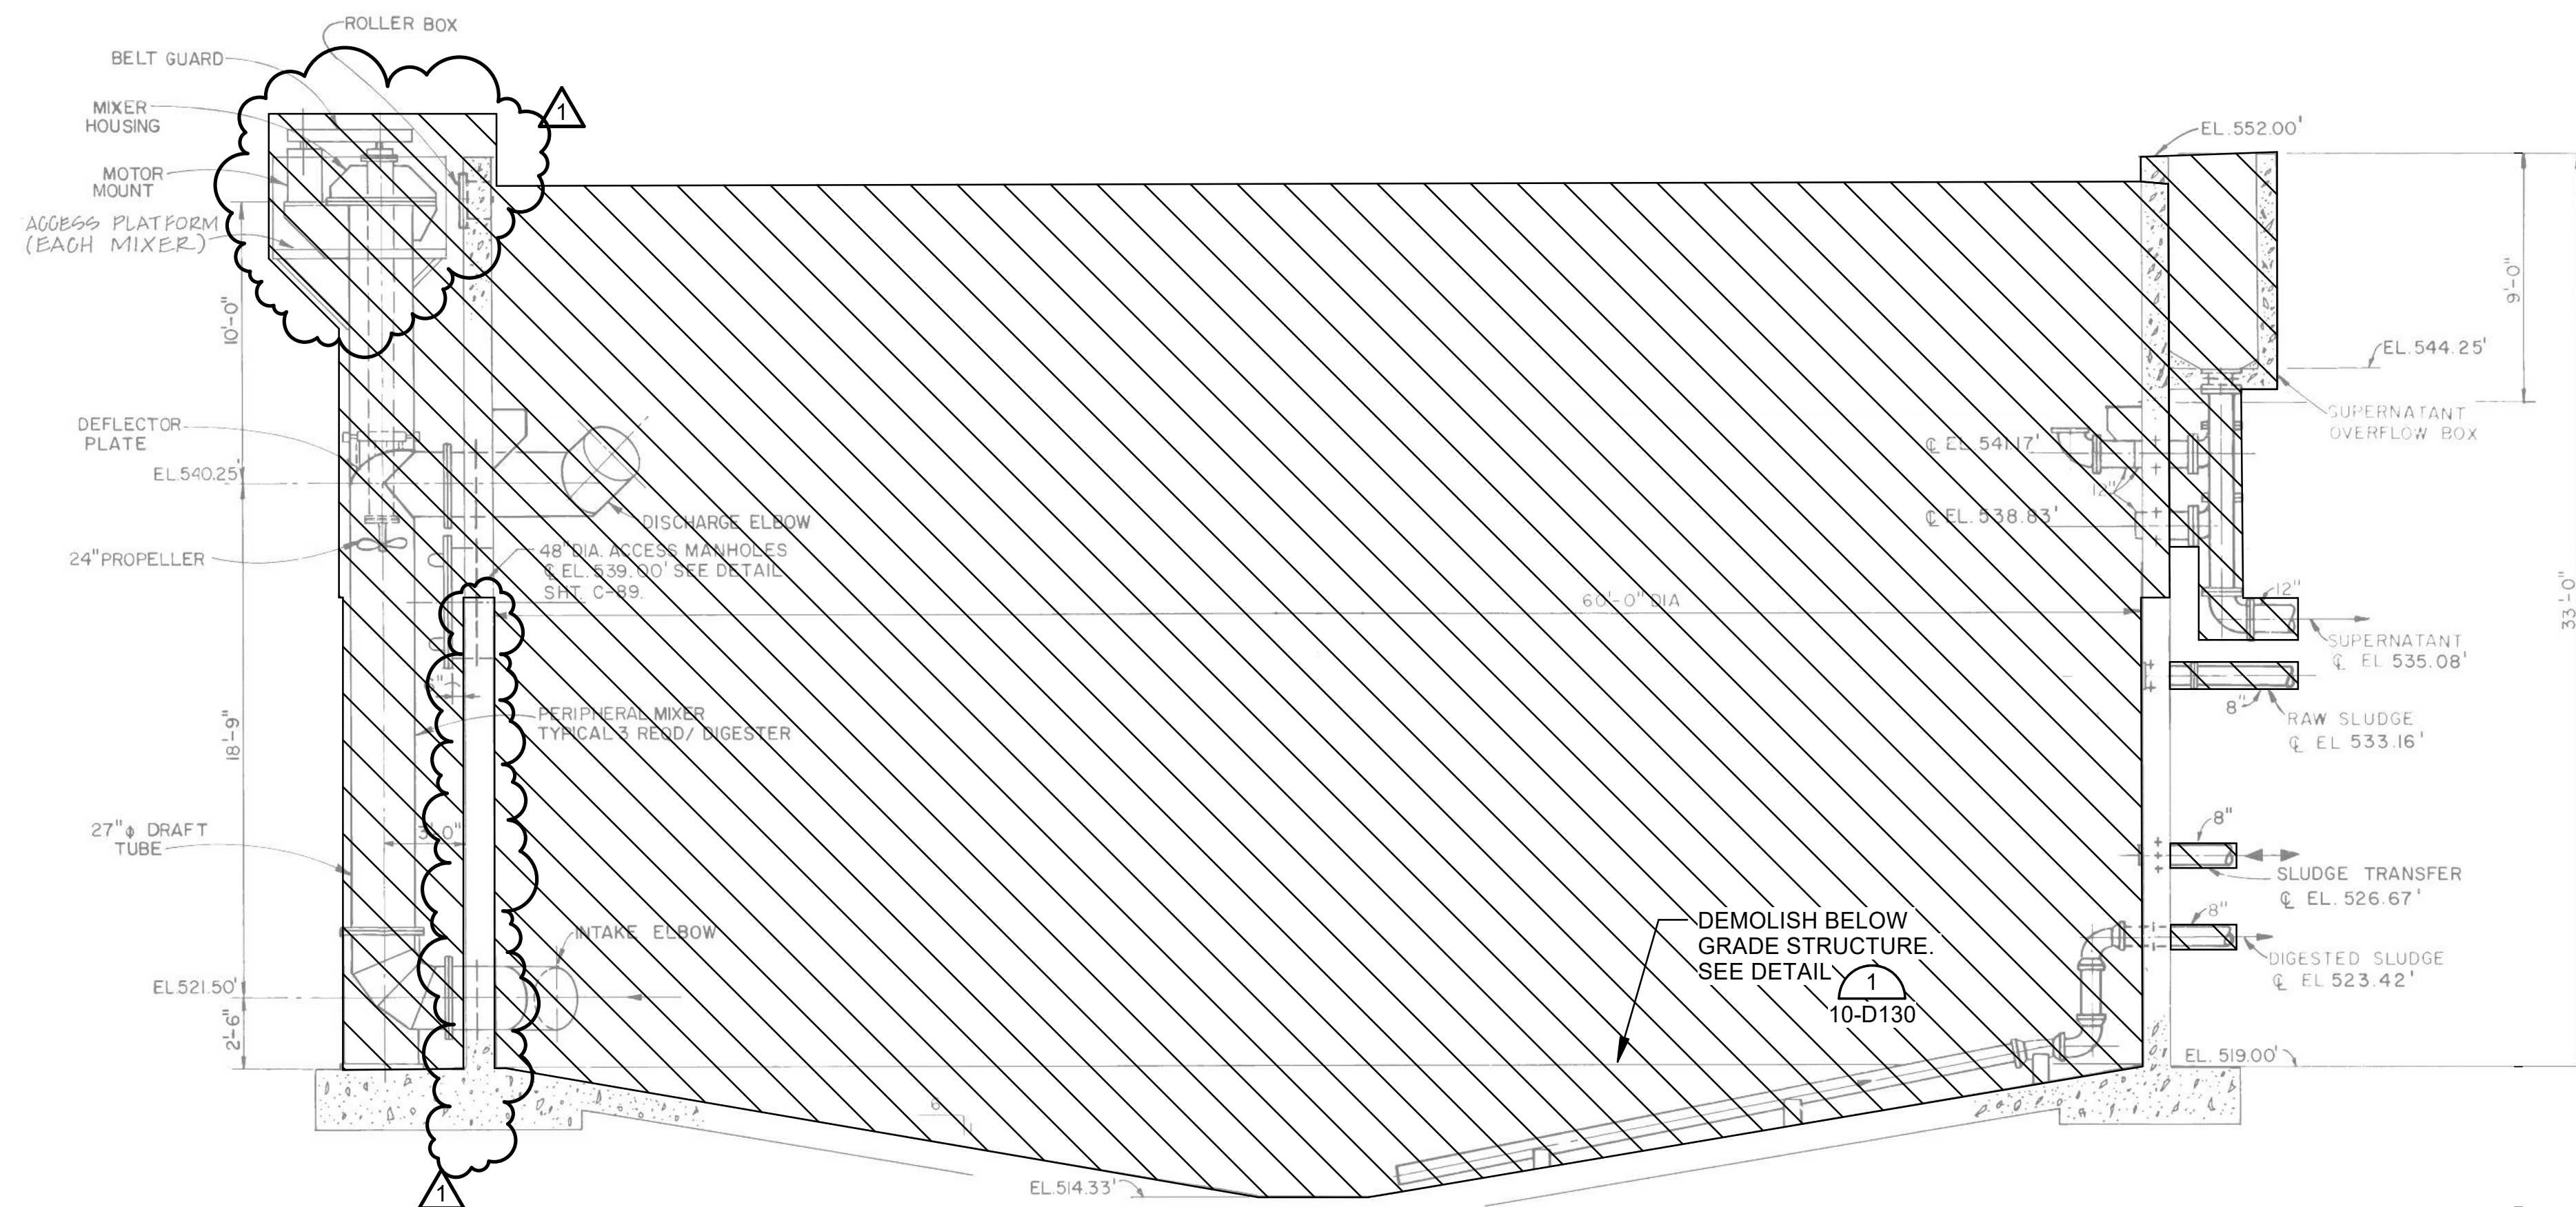 ROLLER BOX
BELT GUARD
1
MIXER
HOUSING
EL.552.00'
MOTOR
MOUNT
ACCESS PLATFORM
(EACH MIXER)
10'-0"
9'-0"
EL.544.25'
SUPERNATANT
OVERFLOW BOX
DEFLECTOR
PLATE
℄ EL. 541.17'
EL.540.25'
12"
DISCHARGE ELBOW
℄ EL. 538.83'
24" PROPELLER
48" DIA. ACCESS MANHOLES
℄ EL. 539.00' SEE DETAIL
SHT. C-89.
60'-0" DIA
12"
33'-0"
SUPERNATANT
℄ EL 535.08'
8"
RAW SLUDGE
℄ EL 533.16'
PERIPHERAL MIXER
TYPICAL 3 REQD/ DIGESTER
18'-9"
27"ϕ DRAFT
TUBE
3'-0"
8"
SLUDGE TRANSFER
℄ EL. 526.67'
8"
DIGESTED SLUDGE
℄ EL 523.42'
INTAKE ELBOW
DEMOLISH BELOW
GRADE STRUCTURE.
SEE DETAIL
1
10-D130
EL.521.50'
2'-6"
EL. 519.00'
6
1
EL.514.33'
1